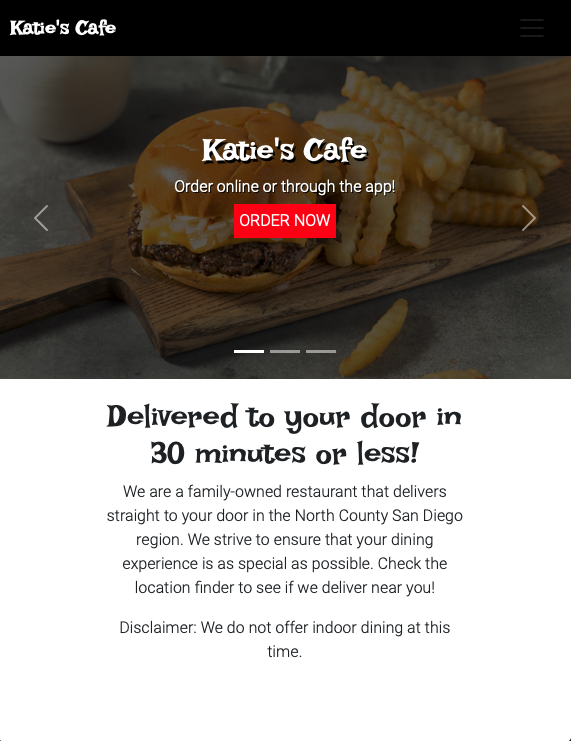 Katie's Cafe
Katie's Cafe
Order online or through the app!
ORDER NOW
Delivered to your door in
30 minutes or less!
We are a family-owned restaurant that delivers
straight to your door in the North County San Diego
region. We strive to ensure that your dining
experience is as special as possible. Check the
location finder to see if we deliver near you!
Disclaimer: We do not offer indoor dining at this
time.